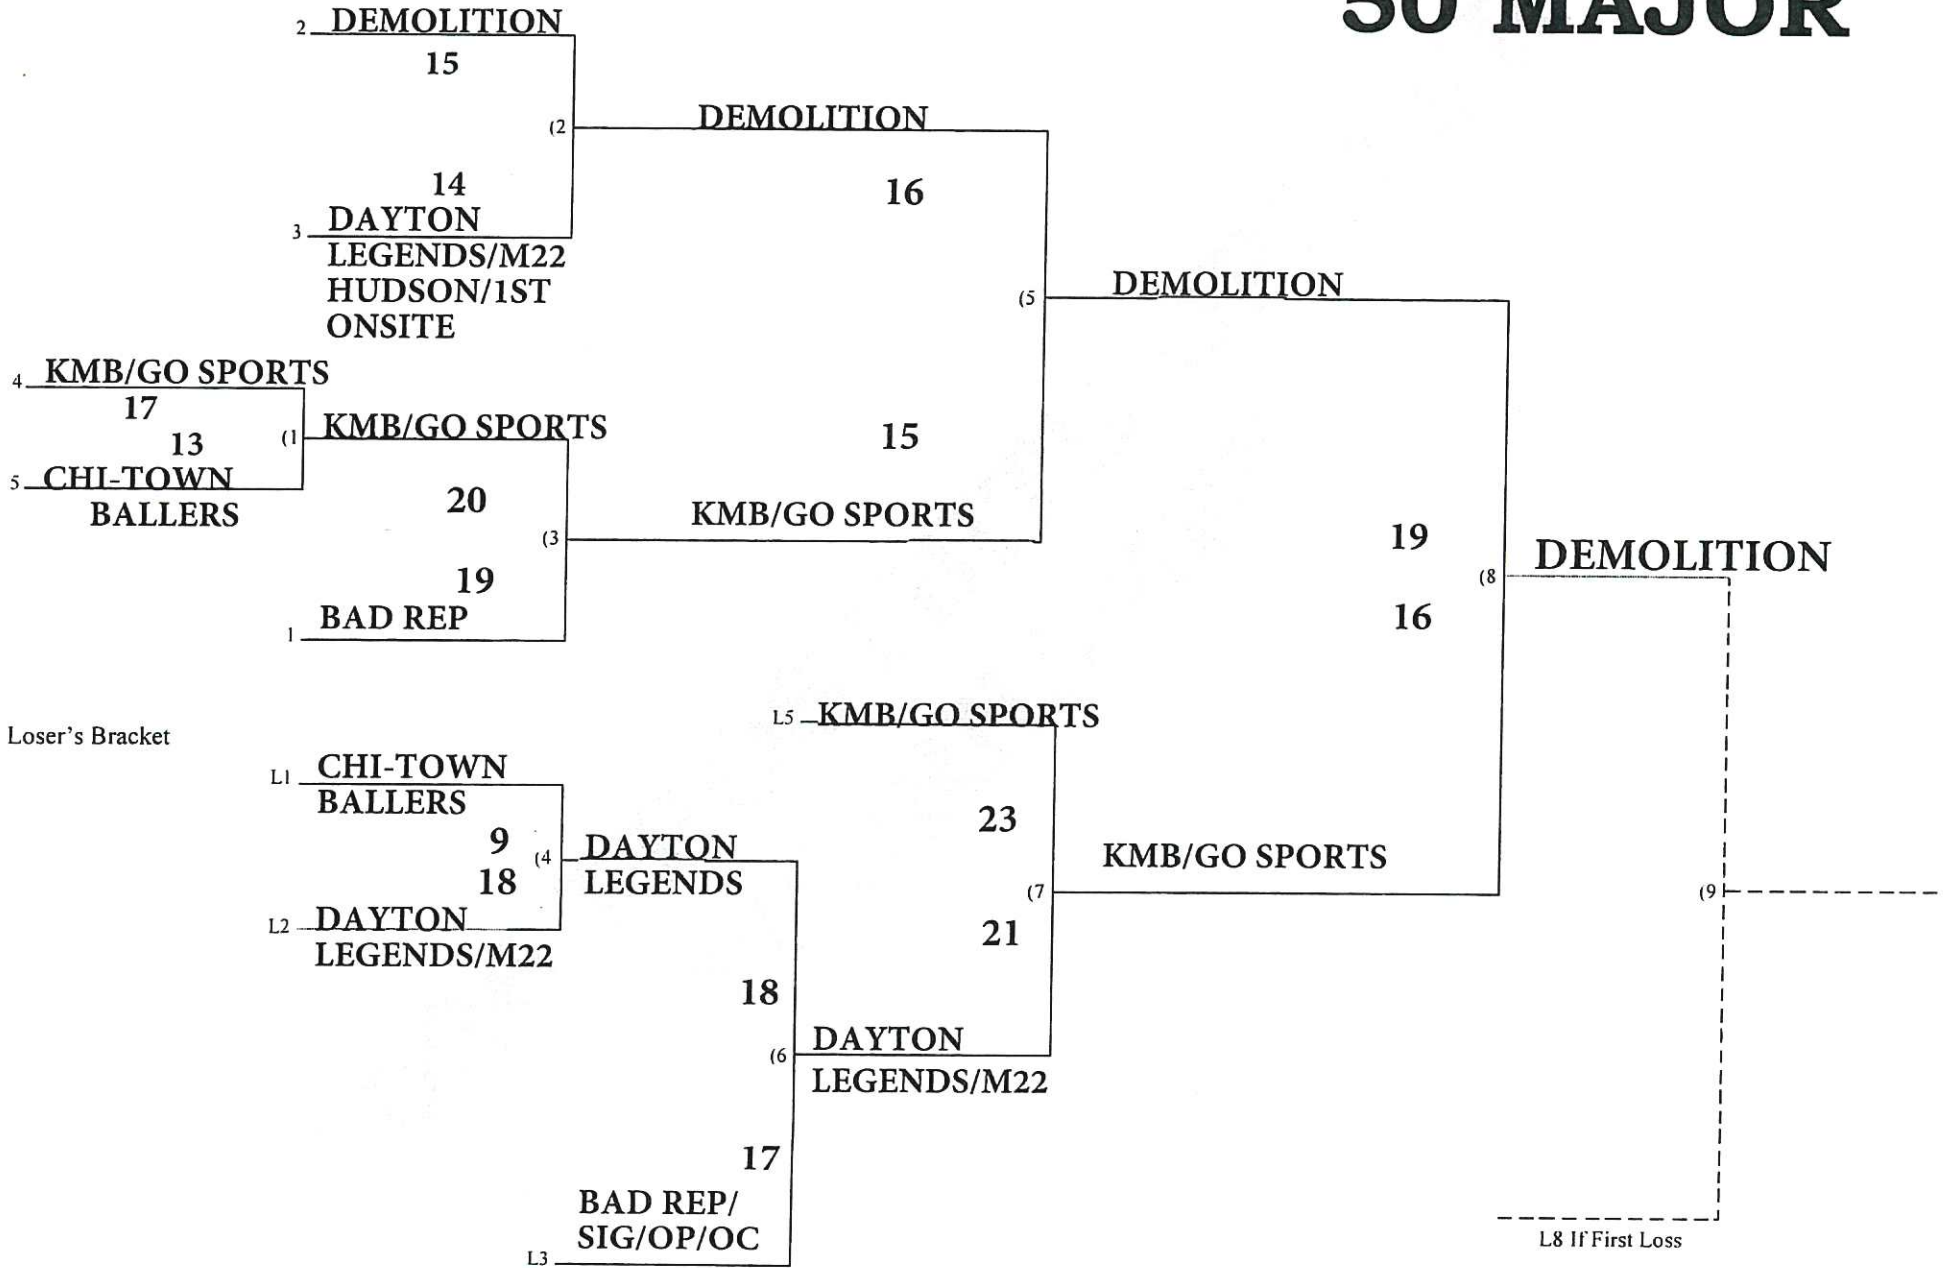 50 MAJOR
2 DEMOLITION
15
(2 DEMOLITION
14
16
3 DAYTON
LEGENDS/M22
HUDSON/1ST
ONSITE
(5 DEMOLITION
4 KMB/GO SPORTS
17
13
(1 KMB/GO SPORTS
15
5 CHI-TOWN
BALLERS
20
KMB/GO SPORTS
(3
19
1 BAD REP
19
(8 DEMOLITION
16
L5 KMB/GO SPORTS
Loser's Bracket
L1 CHI-TOWN
BALLERS
9
18
(4 DAYTON
LEGENDS
23
KMB/GO SPORTS
(7
(9
L2 DAYTON
LEGENDS/M22
21
18
(6 DAYTON
LEGENDS/M22
17
BAD REP/
SIG/OP/OC
L3
L8 If First Loss